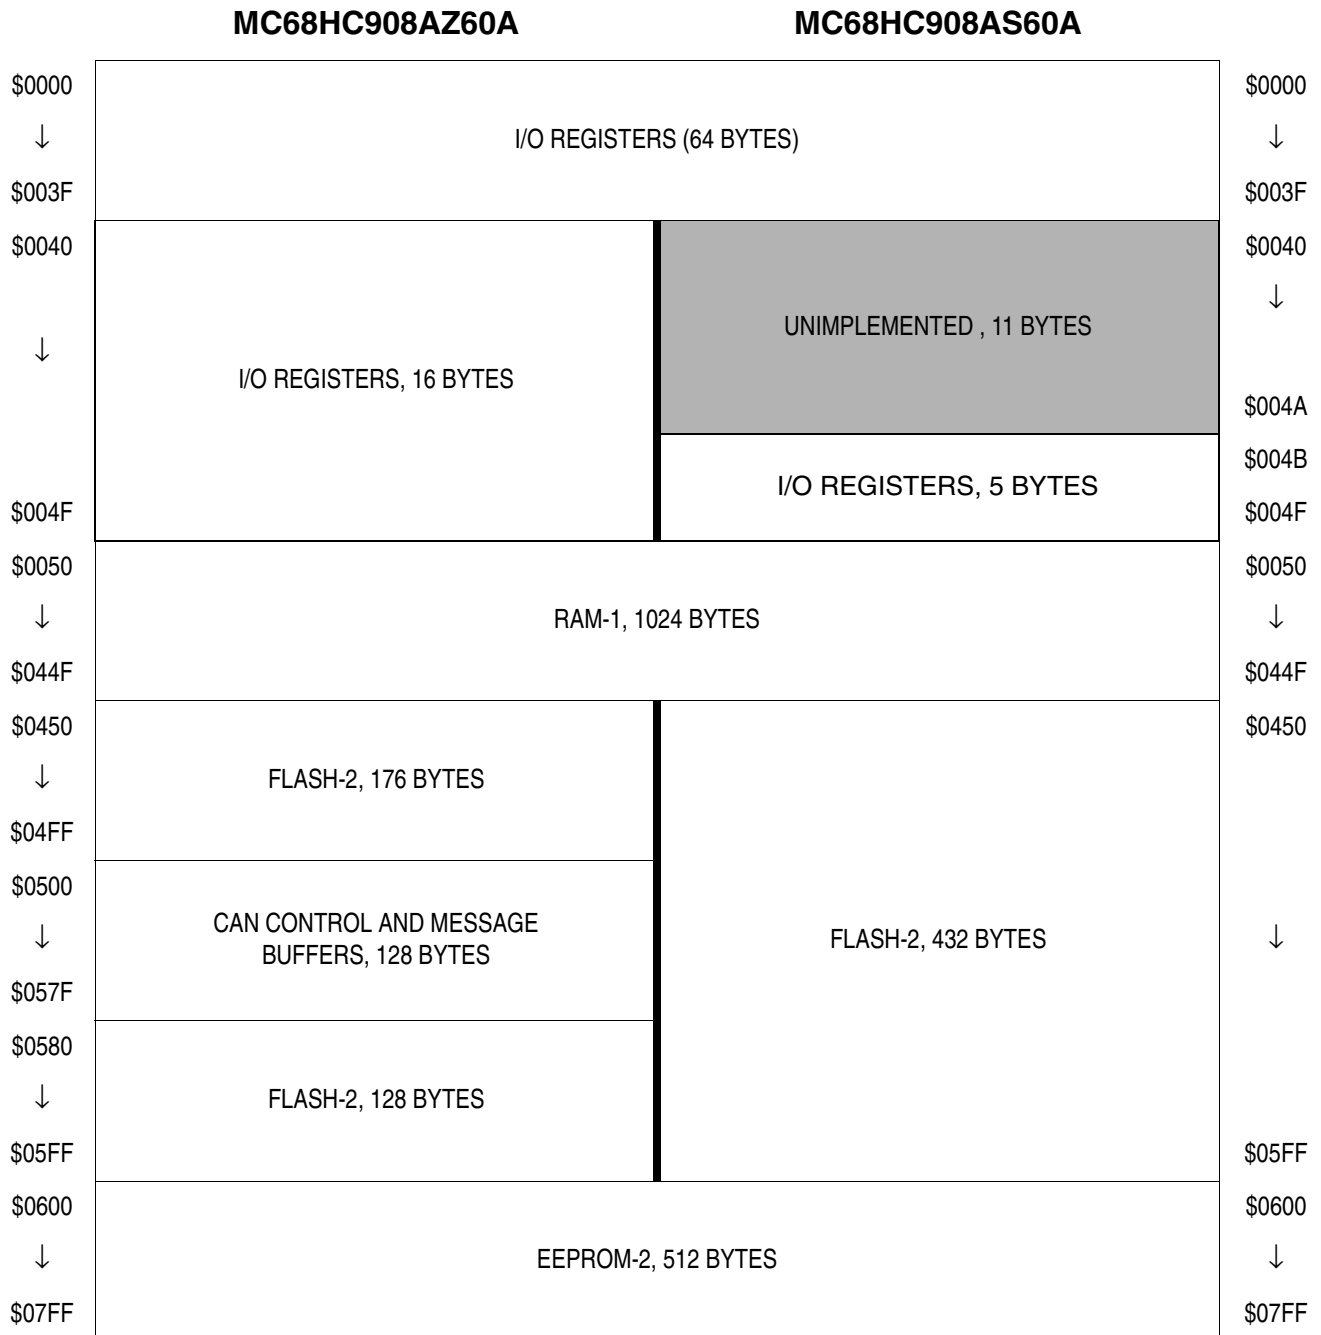 MC68HC908AZ60A MC68HC908AS60A
$0000 $0000
↓ I/O REGISTERS (64 BYTES) ↓
$003F $003F
$0040 $0040
↓
UNIMPLEMENTED , 11 BYTES
↓
I/O REGISTERS, 16 BYTES
$004A
$004B
I/O REGISTERS, 5 BYTES
$004F $004F
$0050 $0050
↓ RAM-1, 1024 BYTES ↓
$044F $044F
$0450 $0450
↓ FLASH-2, 176 BYTES
$04FF
$0500
CAN CONTROL AND MESSAGE
↓ FLASH-2, 432 BYTES ↓
BUFFERS, 128 BYTES
$057F
$0580
↓ FLASH-2, 128 BYTES
$05FF $05FF
$0600 $0600
↓ EEPROM-2, 512 BYTES ↓
$07FF $07FF